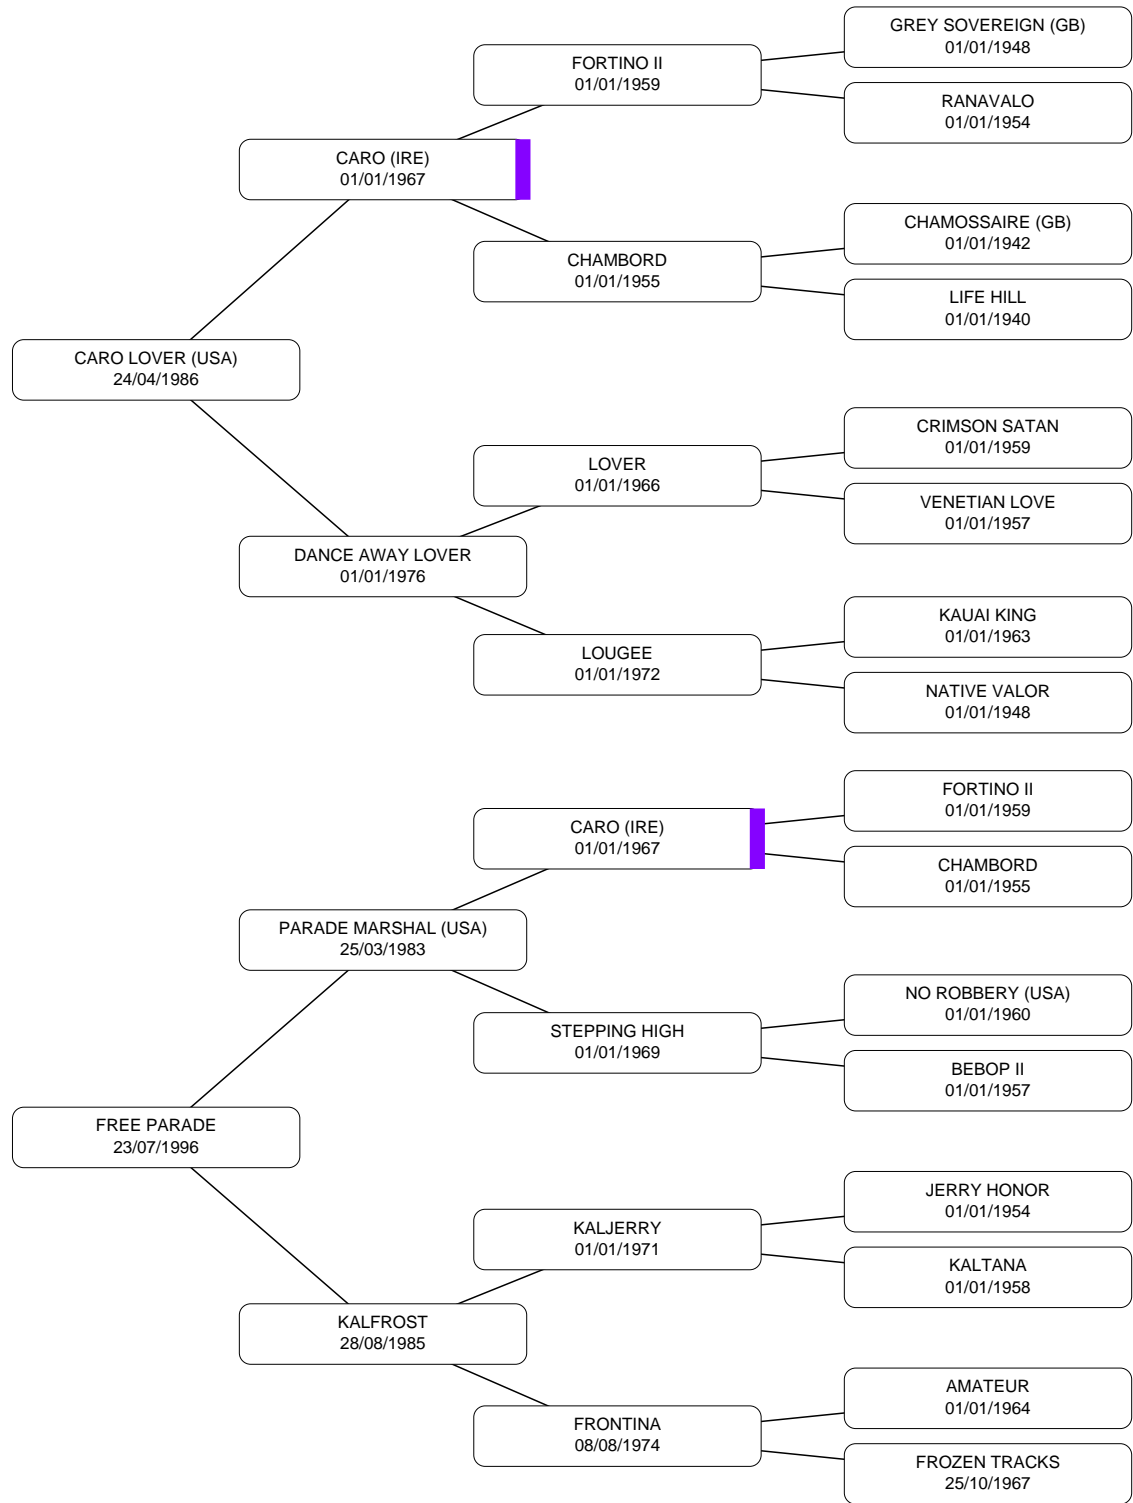 GREY SOVEREIGN (GB)
01/01/1948
FORTINO II
01/01/1959
RANAVALO
01/01/1954
CARO (IRE)
01/01/1967
CHAMOSSAIRE (GB)
01/01/1942
CHAMBORD
01/01/1955
LIFE HILL
01/01/1940
CARO LOVER (USA)
24/04/1986
CRIMSON SATAN
01/01/1959
LOVER
01/01/1966
VENETIAN LOVE
01/01/1957
DANCE AWAY LOVER
01/01/1976
KAUAI KING
01/01/1963
LOUGEE
01/01/1972
NATIVE VALOR
01/01/1948
FORTINO II
01/01/1959
CARO (IRE)
01/01/1967
CHAMBORD
01/01/1955
PARADE MARSHAL (USA)
25/03/1983
NO ROBBERY (USA)
01/01/1960
STEPPING HIGH
01/01/1969
BEBOP II
01/01/1957
FREE PARADE
23/07/1996
JERRY HONOR
01/01/1954
KALJERRY
01/01/1971
KALTANA
01/01/1958
KALFROST
28/08/1985
AMATEUR
01/01/1964
FRONTINA
08/08/1974
FROZEN TRACKS
25/10/1967